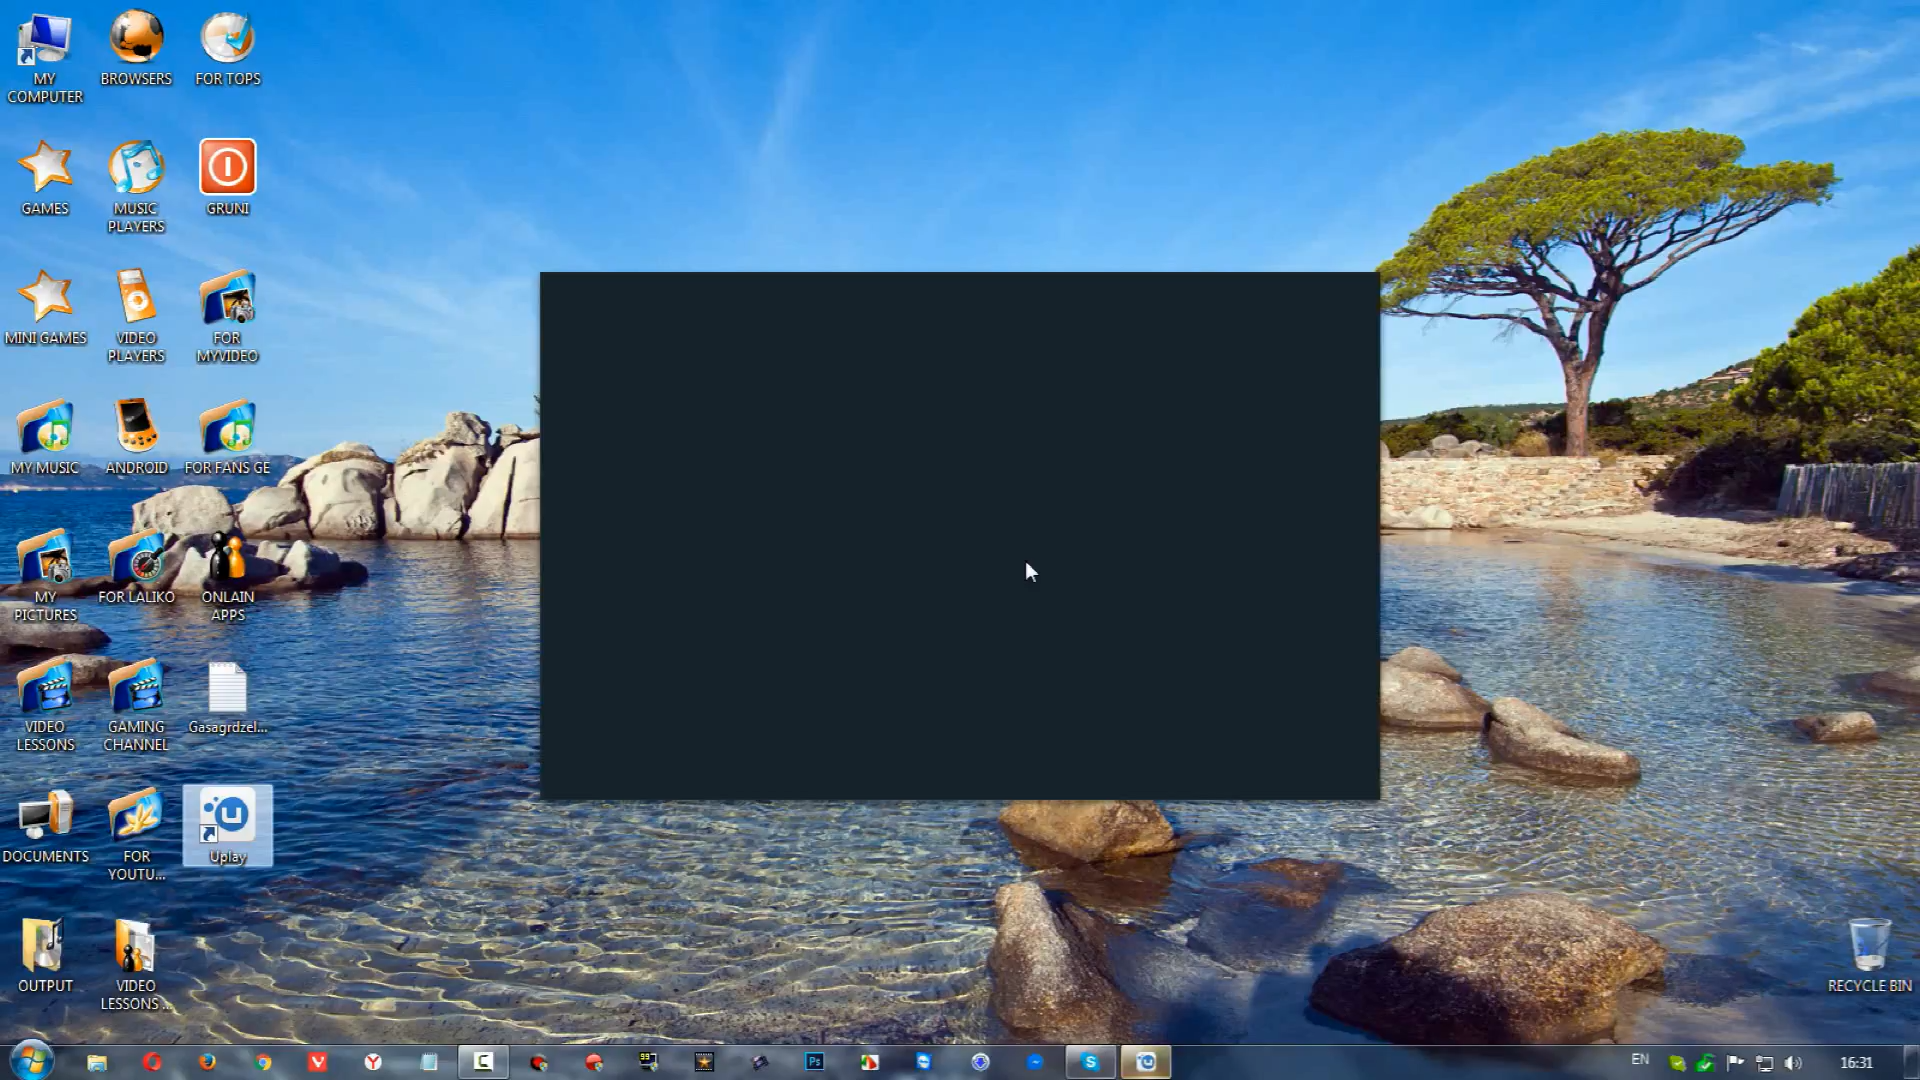 MY
COMPUTER
BROWSERS
FOR TOPS
GAMES
MUSIC
PLAYERS
GRUNI
MINI GAMES
VIDEO
PLAYERS
FOR
MYVIDEO
MY MUSIC
ANDROID
FOR FANS GE
MY
PICTURES
FOR LALIKO
ONLAIN
APPS
VIDEO
LESSONS
GAMING
CHANNEL
Gasagrdzel...
DOCUMENTS
FOR
YOUTU...
Uplay
OUTPUT
VIDEO
LESSONS ...
RECYCLE BIN
99
Ps
EN
16:31